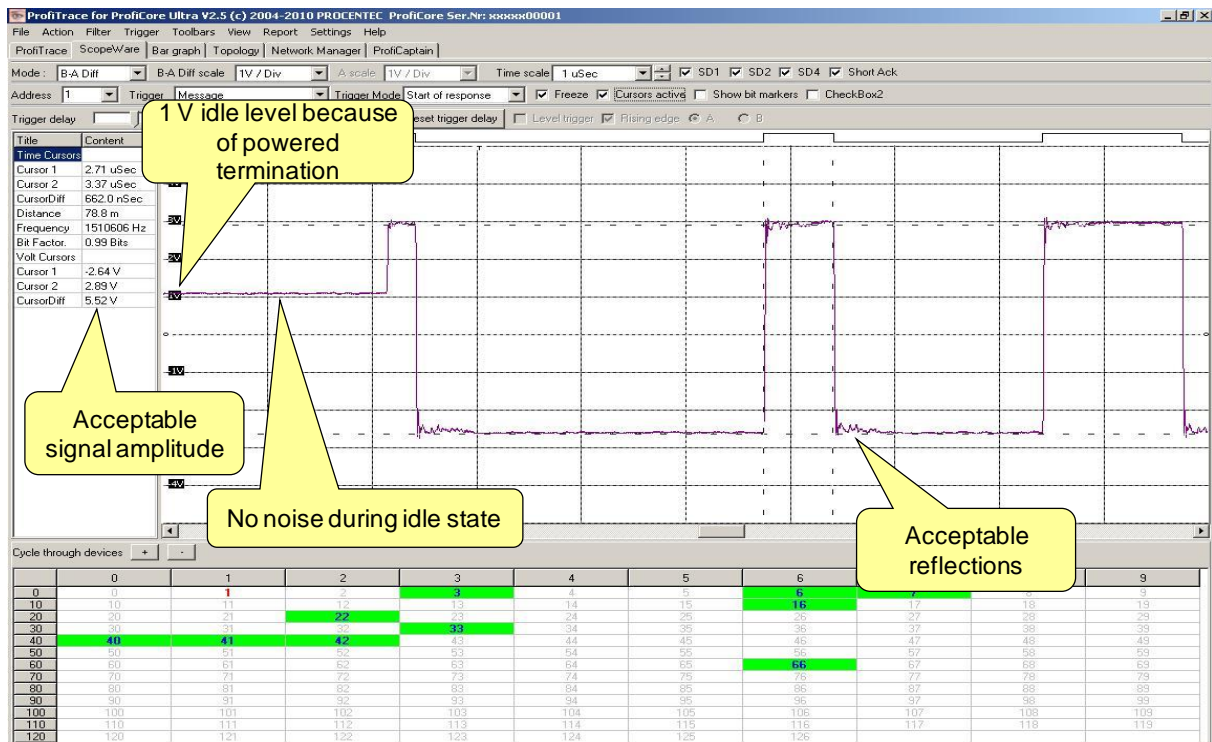 ProfiTrace for ProfiCore Ultra V2.5 (c) 2004-2010 PROCENTEC ProfiCore Ser.Nr: xxxxx00001
File Action Filter Trigger Toolbars View Report Settings Help
ProfiTrace ScopeWare Bar graph Topology Network Manager ProfiCaptain
Mode : B-A Diff B-A Diff scale 1V / Div A scale 1V / Div Time scale 1 uSec SD1 SD2 SD4 Short Ack
Address 1 Trigger Message Trigger Mode Start of response Freeze Cursors active Show bit markers CheckBox2
Trigger delay eset trigger delay Level trigger Rising edge A B
1 V idle level because
of powered
termination
Title Content
Time Cursors
Cursor 1 2.71 uSec
Cursor 2 3.37 uSec
CursorDiff 662.0 nSec
Distance 78.8 m
Frequency 1510606 Hz
Bit Factor. 0.99 Bits
Volt Cursors
Cursor 1 -2.64 V
Cursor 2 2.89 V
CursorDiff 5.52 V
3V
2V
1V
0
-1V
-4V
Acceptable
signal amplitude
No noise during idle state
Acceptable
reflections
Cycle through devices + -
0 1 2 3 4 5 6 9
0 0 1 2 3 4 5 6 7 8 9
10 10 11 12 13 14 15 16 17 18 19
20 20 21 22 23 24 25 26 27 28 29
30 30 31 32 33 34 35 36 37 38 39
40 40 41 42 43 44 45 46 47 48 49
50 50 51 52 53 54 55 56 57 58 59
60 60 61 62 63 64 65 66 67 68 69
70 70 71 72 73 74 75 76 77 78 79
80 80 81 82 83 84 85 86 87 88 89
90 90 91 92 93 94 95 96 97 98 99
100 100 101 102 103 104 105 106 107 108 109
110 110 111 112 113 114 115 116 117 118 119
120 120 121 122 123 124 125 126